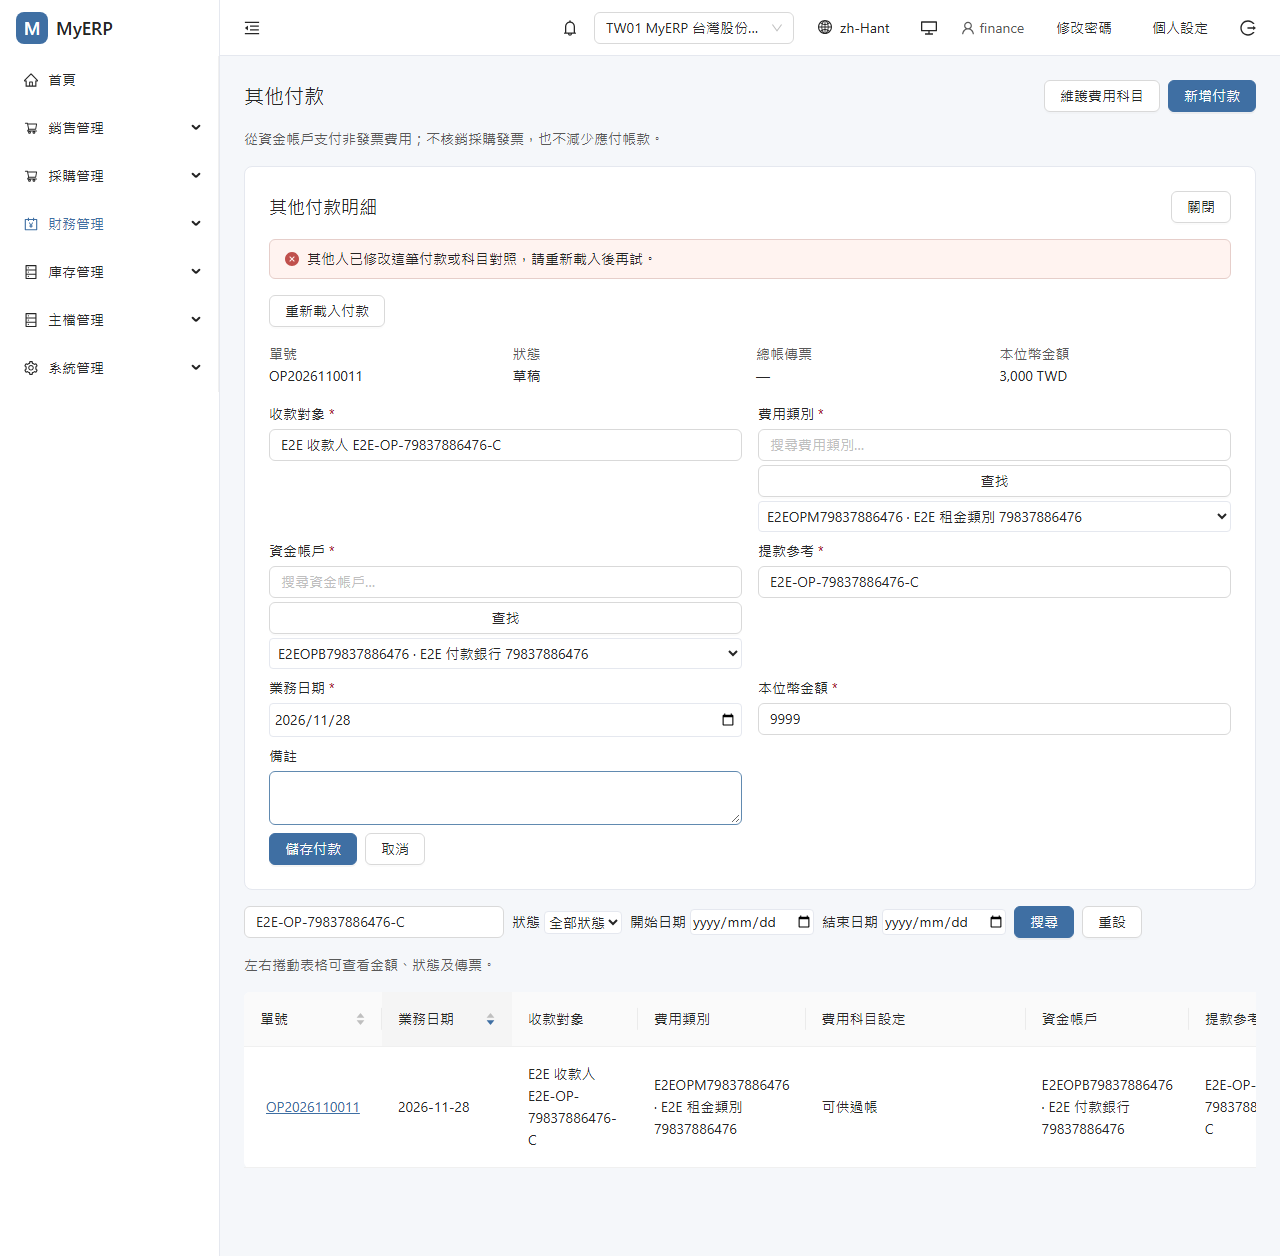 M MyERP
TW01 MyERP 台灣股份...
zh-Hant
finance
修改密碼
個人設定
首頁
銷售管理
採購管理
財務管理
庫存管理
主檔管理
系統管理
其他付款
維護費用科目
新增付款
從資金帳戶支付非發票費用；不核銷採購發票，也不減少應付帳款。
其他付款明細
關閉
其他人已修改這筆付款或科目對照，請重新載入後再試。
重新載入付款
單號
狀態
總帳傳票
本位幣金額
OP2026110011
草稿
—
3,000 TWD
收款對象 *
費用類別 *
E2E 收款人 E2E-OP-79837886476-C
搜尋費用類別...
查找
E2EOPM79837886476 · E2E 租金類別 79837886476
資金帳戶 *
提款參考 *
搜尋資金帳戶...
E2E-OP-79837886476-C
查找
E2EOPB79837886476 · E2E 付款銀行 79837886476
業務日期 *
本位幣金額 *
2026/11/28
9999
備註
儲存付款
取消
E2E-OP-79837886476-C
狀態
全部狀態
開始日期
yyyy/mm/dd
結束日期
yyyy/mm/dd
搜尋
重設
左右捲動表格可查看金額、狀態及傳票。
單號
業務日期
收款對象
費用類別
費用科目設定
資金帳戶
提款參考
OP2026110011
2026-11-28
E2E 收款人
E2E-OP-
79837886476-
C
E2EOPM79837886476
· E2E 租金類別
79837886476
可供過帳
E2EOPB79837886476
· E2E 付款銀行
79837886476
E2E-OP-
798378
C